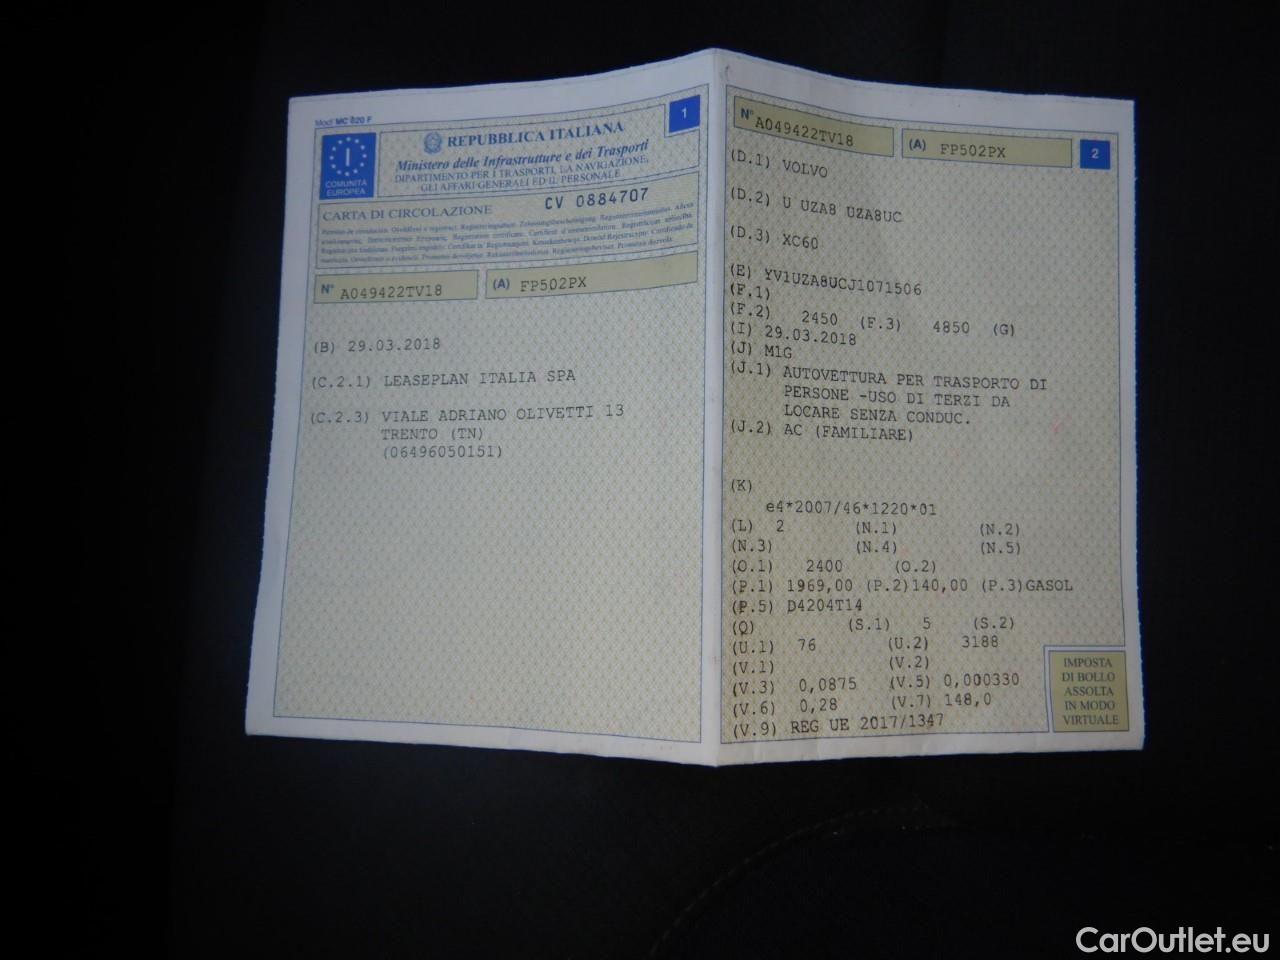 Mod. MC 820 F
I
COMUNITÀ
EUROPEA
REPUBBLICA ITALIANA
Ministero delle Infrastrutture e dei Trasporti
DIPARTIMENTO PER I TRASPORTI, LA NAVIGAZIONE,
GLI AFFARI GENERALI ED IL PERSONALE
1
CARTA DI CIRCOLAZIONE CV 0884707
N° A049422TV18 (A) FP502PX
(B) 29.03.2018
(C.2.1) LEASEPLAN ITALIA SPA
(C.2.3) VIALE ADRIANO OLIVETTI 13
TRENTO (TN)
(06496050151)
N° A049422TV18 (A) FP502PX 2
(D.1) VOLVO
(D.2) U UZA8 UZA8UC
(D.3) XC60
(E) YV1UZA8UCJ1071506
(F.1)
(F.2) 2450 (F.3) 4850 (G)
(I) 29.03.2018
(J) M1G
(J.1) AUTOVETTURA PER TRASPORTO DI
PERSONE -USO DI TERZI DA
LOCARE SENZA CONDUC.
(J.2) AC (FAMILIARE)
(K)
e4*2007/46*1220*01
(L) 2 (N.1) (N.2)
(N.3) (N.4) (N.5)
(O.1) 2400 (O.2)
(P.1) 1969,00 (P.2)140,00 (P.3)GASOL
(P.5) D4204T14
(Q) (S.1) 5 (S.2)
(U.1) 76 (U.2) 3188
(V.1) (V.2)
(V.3) 0,0875 (V.5) 0,000330
(V.6) 0,28 (V.7) 148,0
(V.9) REG UE 2017/1347
IMPOSTA
DI BOLLO
ASSOLTA
IN MODO
VIRTUALE
CarOutlet.eu